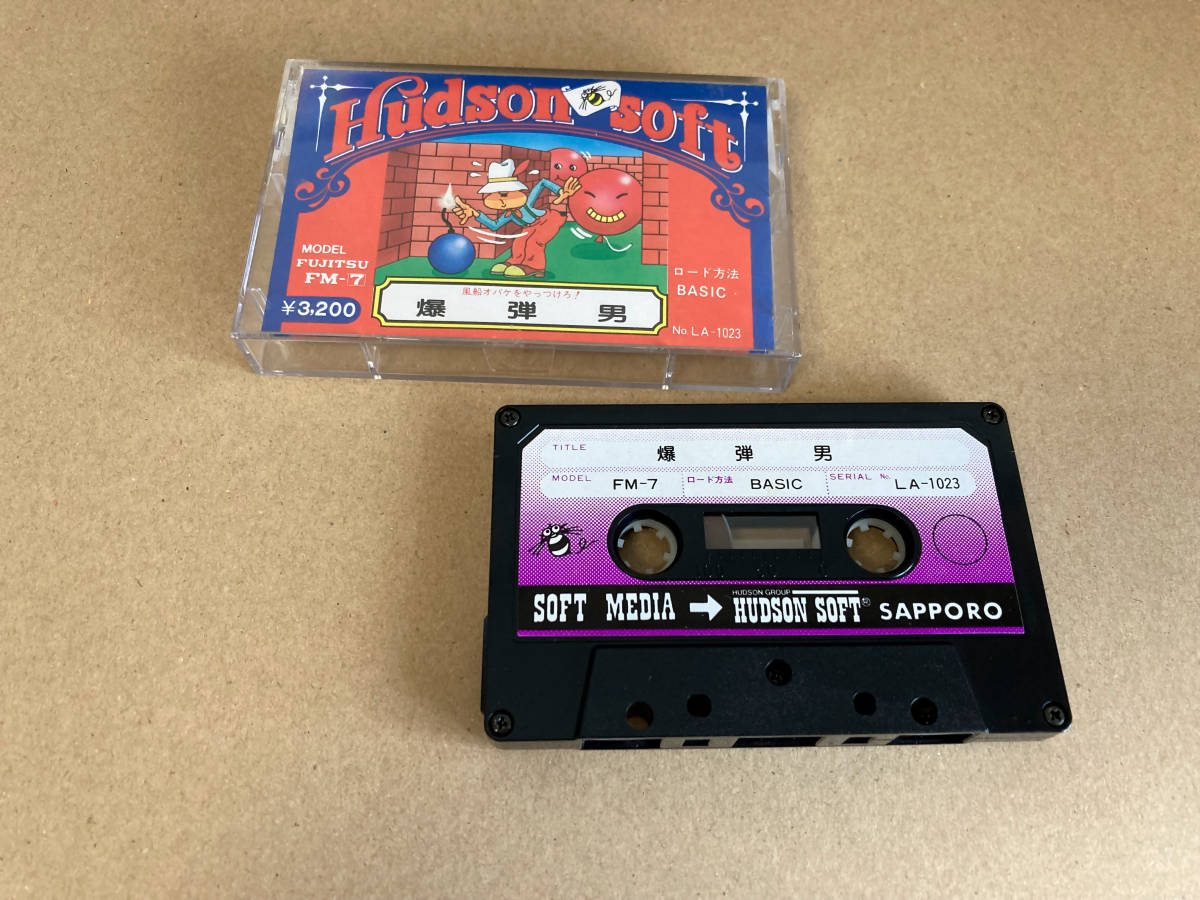 Hudson soft
MODEL
FUJITSU
FM-7
¥3,200
風船オバケをやっつけろ!
爆弾男
ロード方法
BASIC
No. LA-1023
TITLE 爆弾男
MODEL FM-7 ロード方法 BASIC SERIAL No. LA-1023
HUDSON GROUP
SOFT MEDIA → HUDSON SOFT® SAPPORO